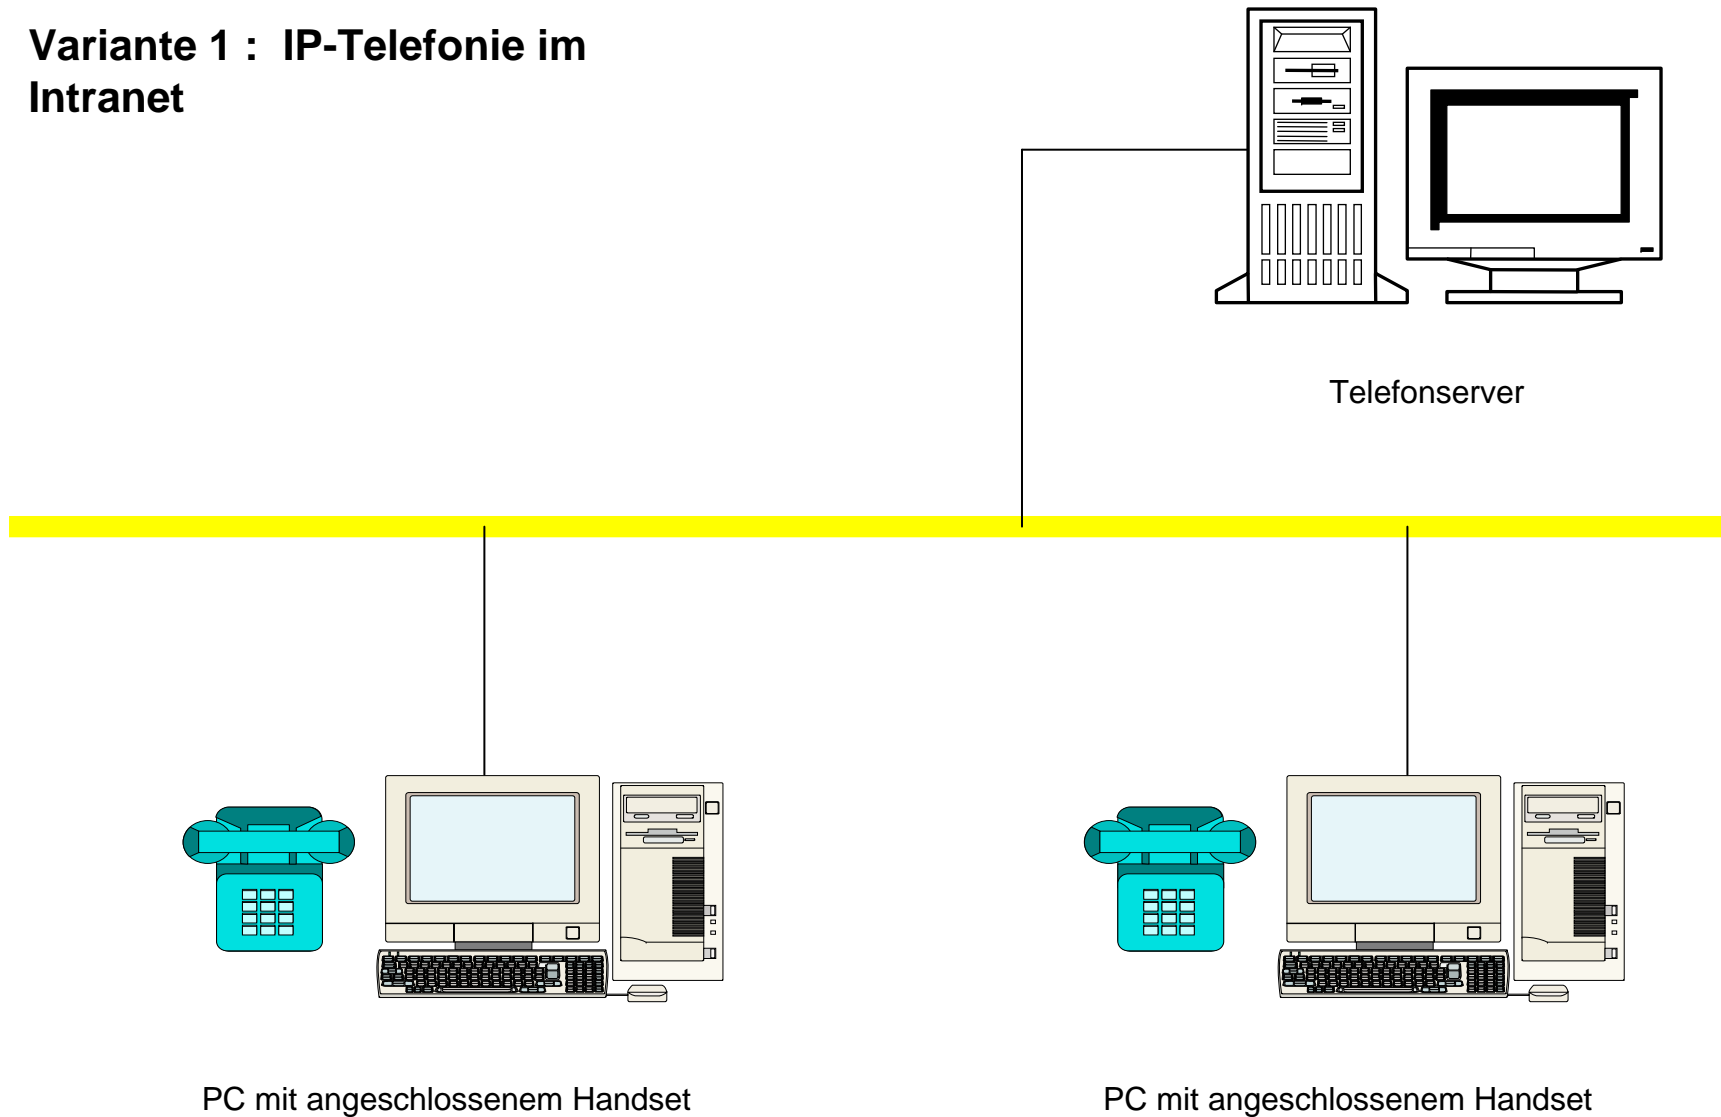 Variante 1 :  IP-Telefonie im
Intranet
Telefonserver
PC mit angeschlossenem Handset
PC mit angeschlossenem Handset